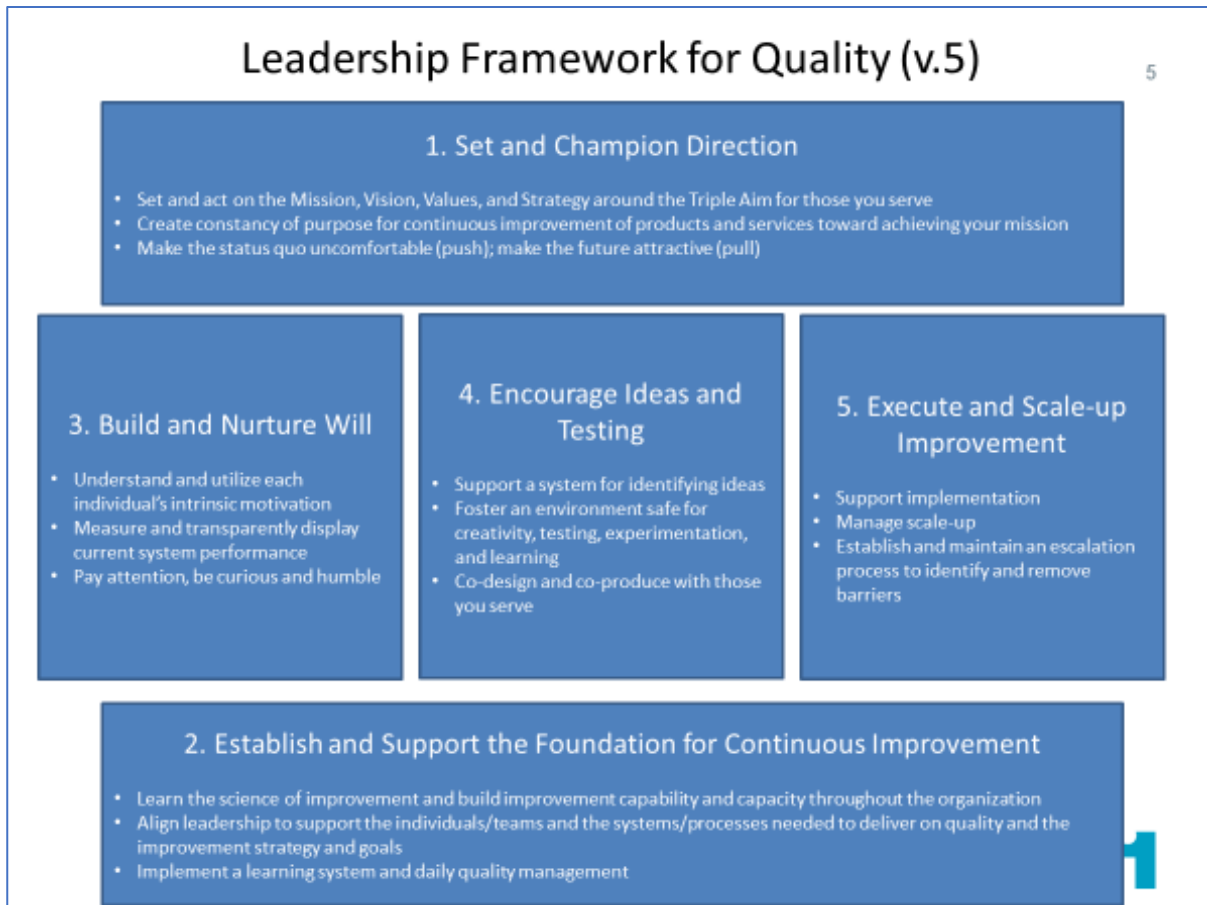 Leadership Framework for Quality (v.5)
5
1. Set and Champion Direction
• Set and act on the Mission, Vision, Values, and Strategy around the Triple Aim for those you serve
• Create constancy of purpose for continuous improvement of products and services toward achieving your mission
• Make the status quo uncomfortable (push); make the future attractive (pull)
3. Build and Nurture Will
• Understand and utilize each
individual's intrinsic motivation
• Measure and transparently display
current system performance
• Pay attention, be curious and humble
4. Encourage Ideas and
Testing
• Support a system for identifying ideas
• Foster an environment safe for
creativity, testing, experimentation,
and learning
• Co-design and co-produce with those
you serve
5. Execute and Scale-up
Improvement
• Support implementation
• Manage scale-up
• Establish and maintain an escalation
process to identify and remove
barriers
2. Establish and Support the Foundation for Continuous Improvement
• Learn the science of improvement and build improvement capability and capacity throughout the organization
• Align leadership to support the individuals/teams and the systems/processes needed to deliver on quality and the
improvement strategy and goals
• Implement a learning system and daily quality management